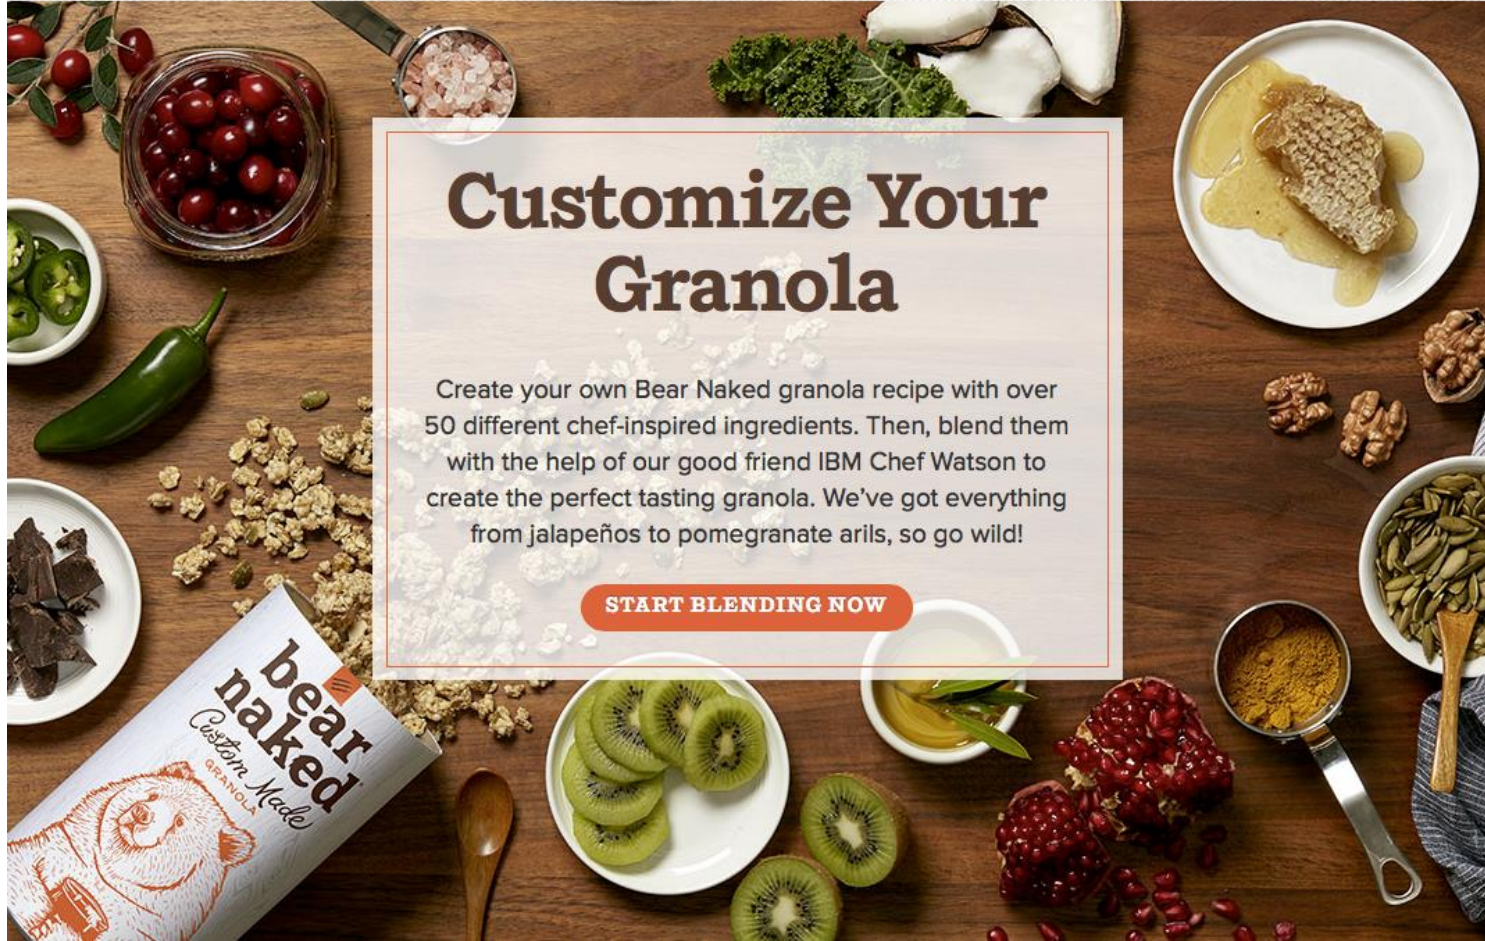 Customize Your
Granola
Create your own Bear Naked granola recipe with over
50 different chef-inspired ingredients. Then, blend them
with the help of our good friend IBM Chef Watson to
create the perfect tasting granola. We've got everything
from jalapeños to pomegranate arils, so go wild!
START BLENDING NOW
bear
naked
Custom Made
GRANOLA